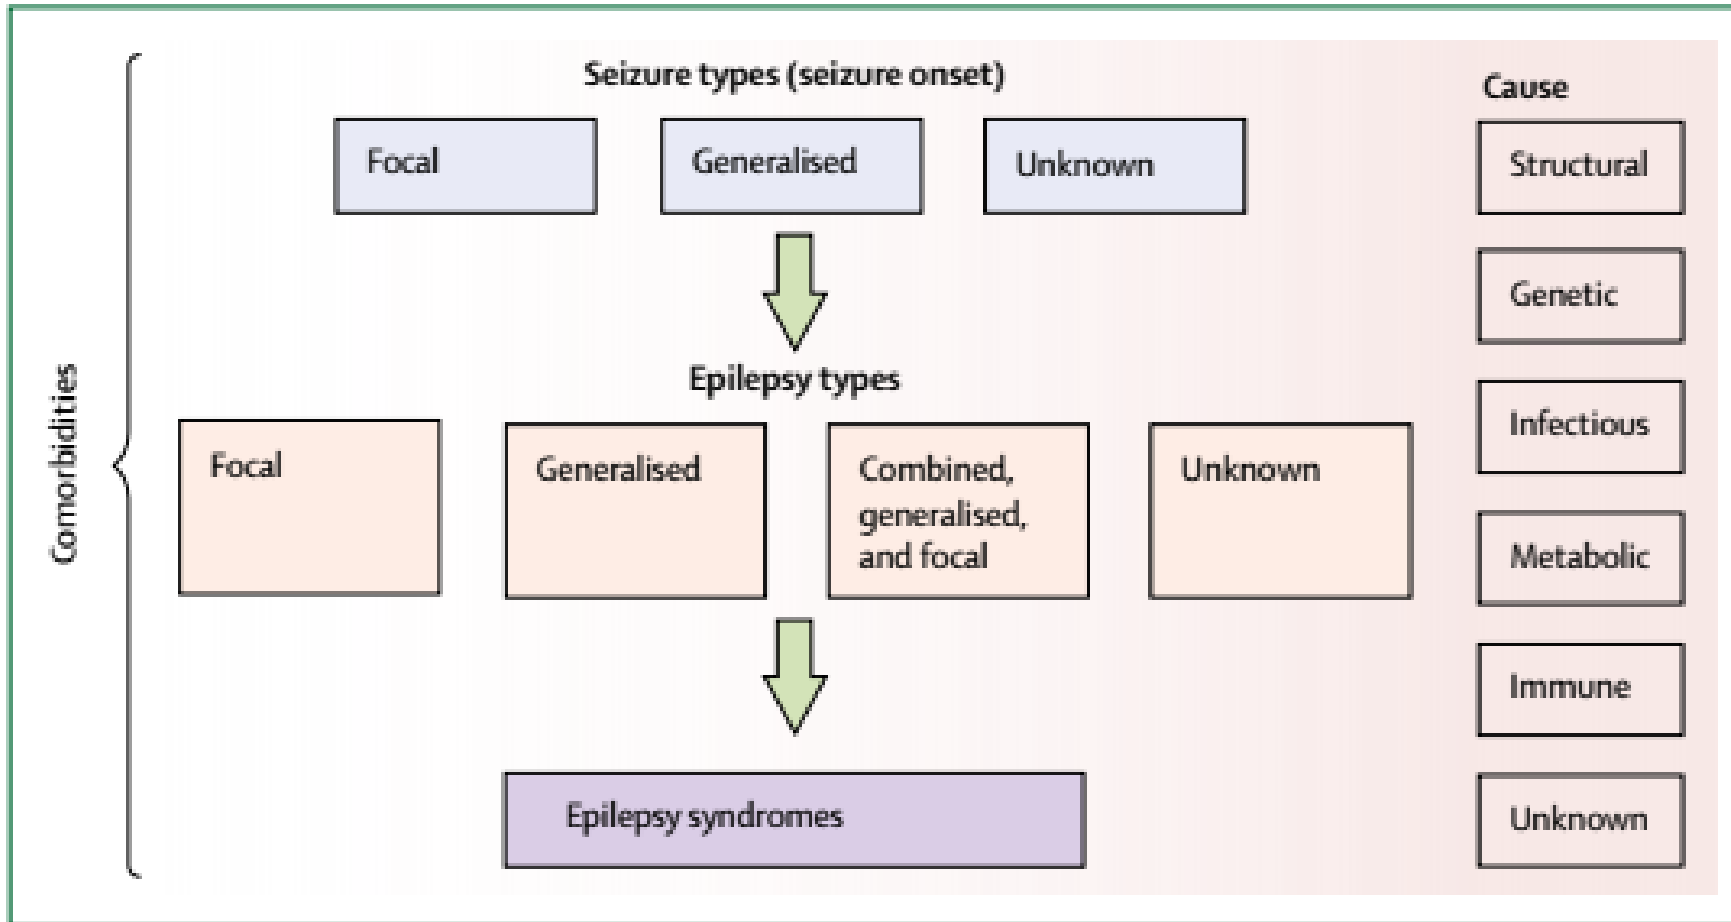 Comorbidities
Seizure types (seizure onset)
Focal
Generalised
Unknown
Epilepsy types
Focal
Generalised
Combined,
generalised,
and focal
Unknown
Epilepsy syndromes
Cause
Structural
Genetic
Infectious
Metabolic
Immune
Unknown